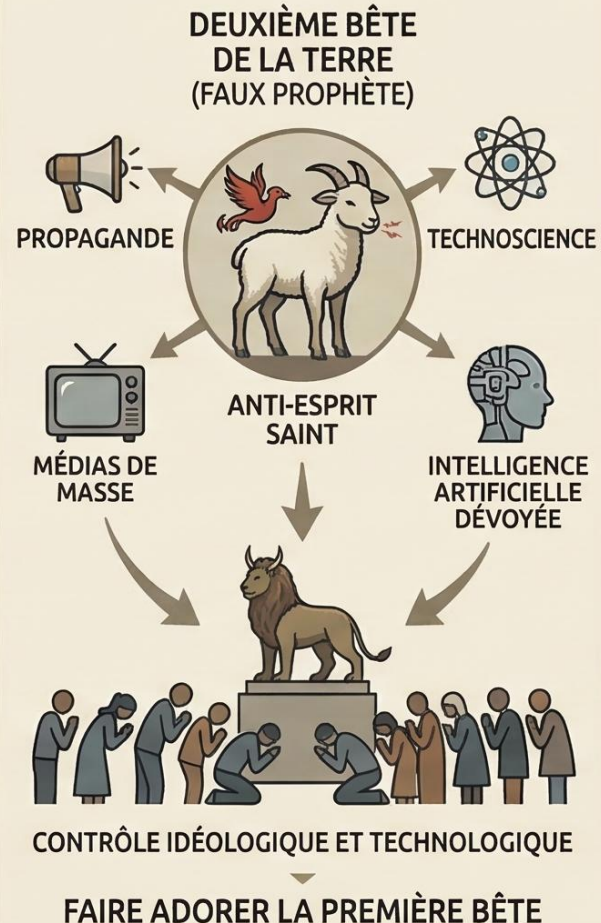 DEUXIÈME BÊTE
DE LA TERRE
(FAUX PROPHÈTE)
PROPAGANDE
TECHNOSCIENCE
ANTI-ESPRIT
SAINT
MÉDIAS DE
MASSE
INTELLIGENCE
ARTIFICIELLE
DÉVOYÉE
CONTRÔLE IDÉOLOGIQUE ET TECHNOLOGIQUE
FAIRE ADORER LA PREMIÈRE BÊTE